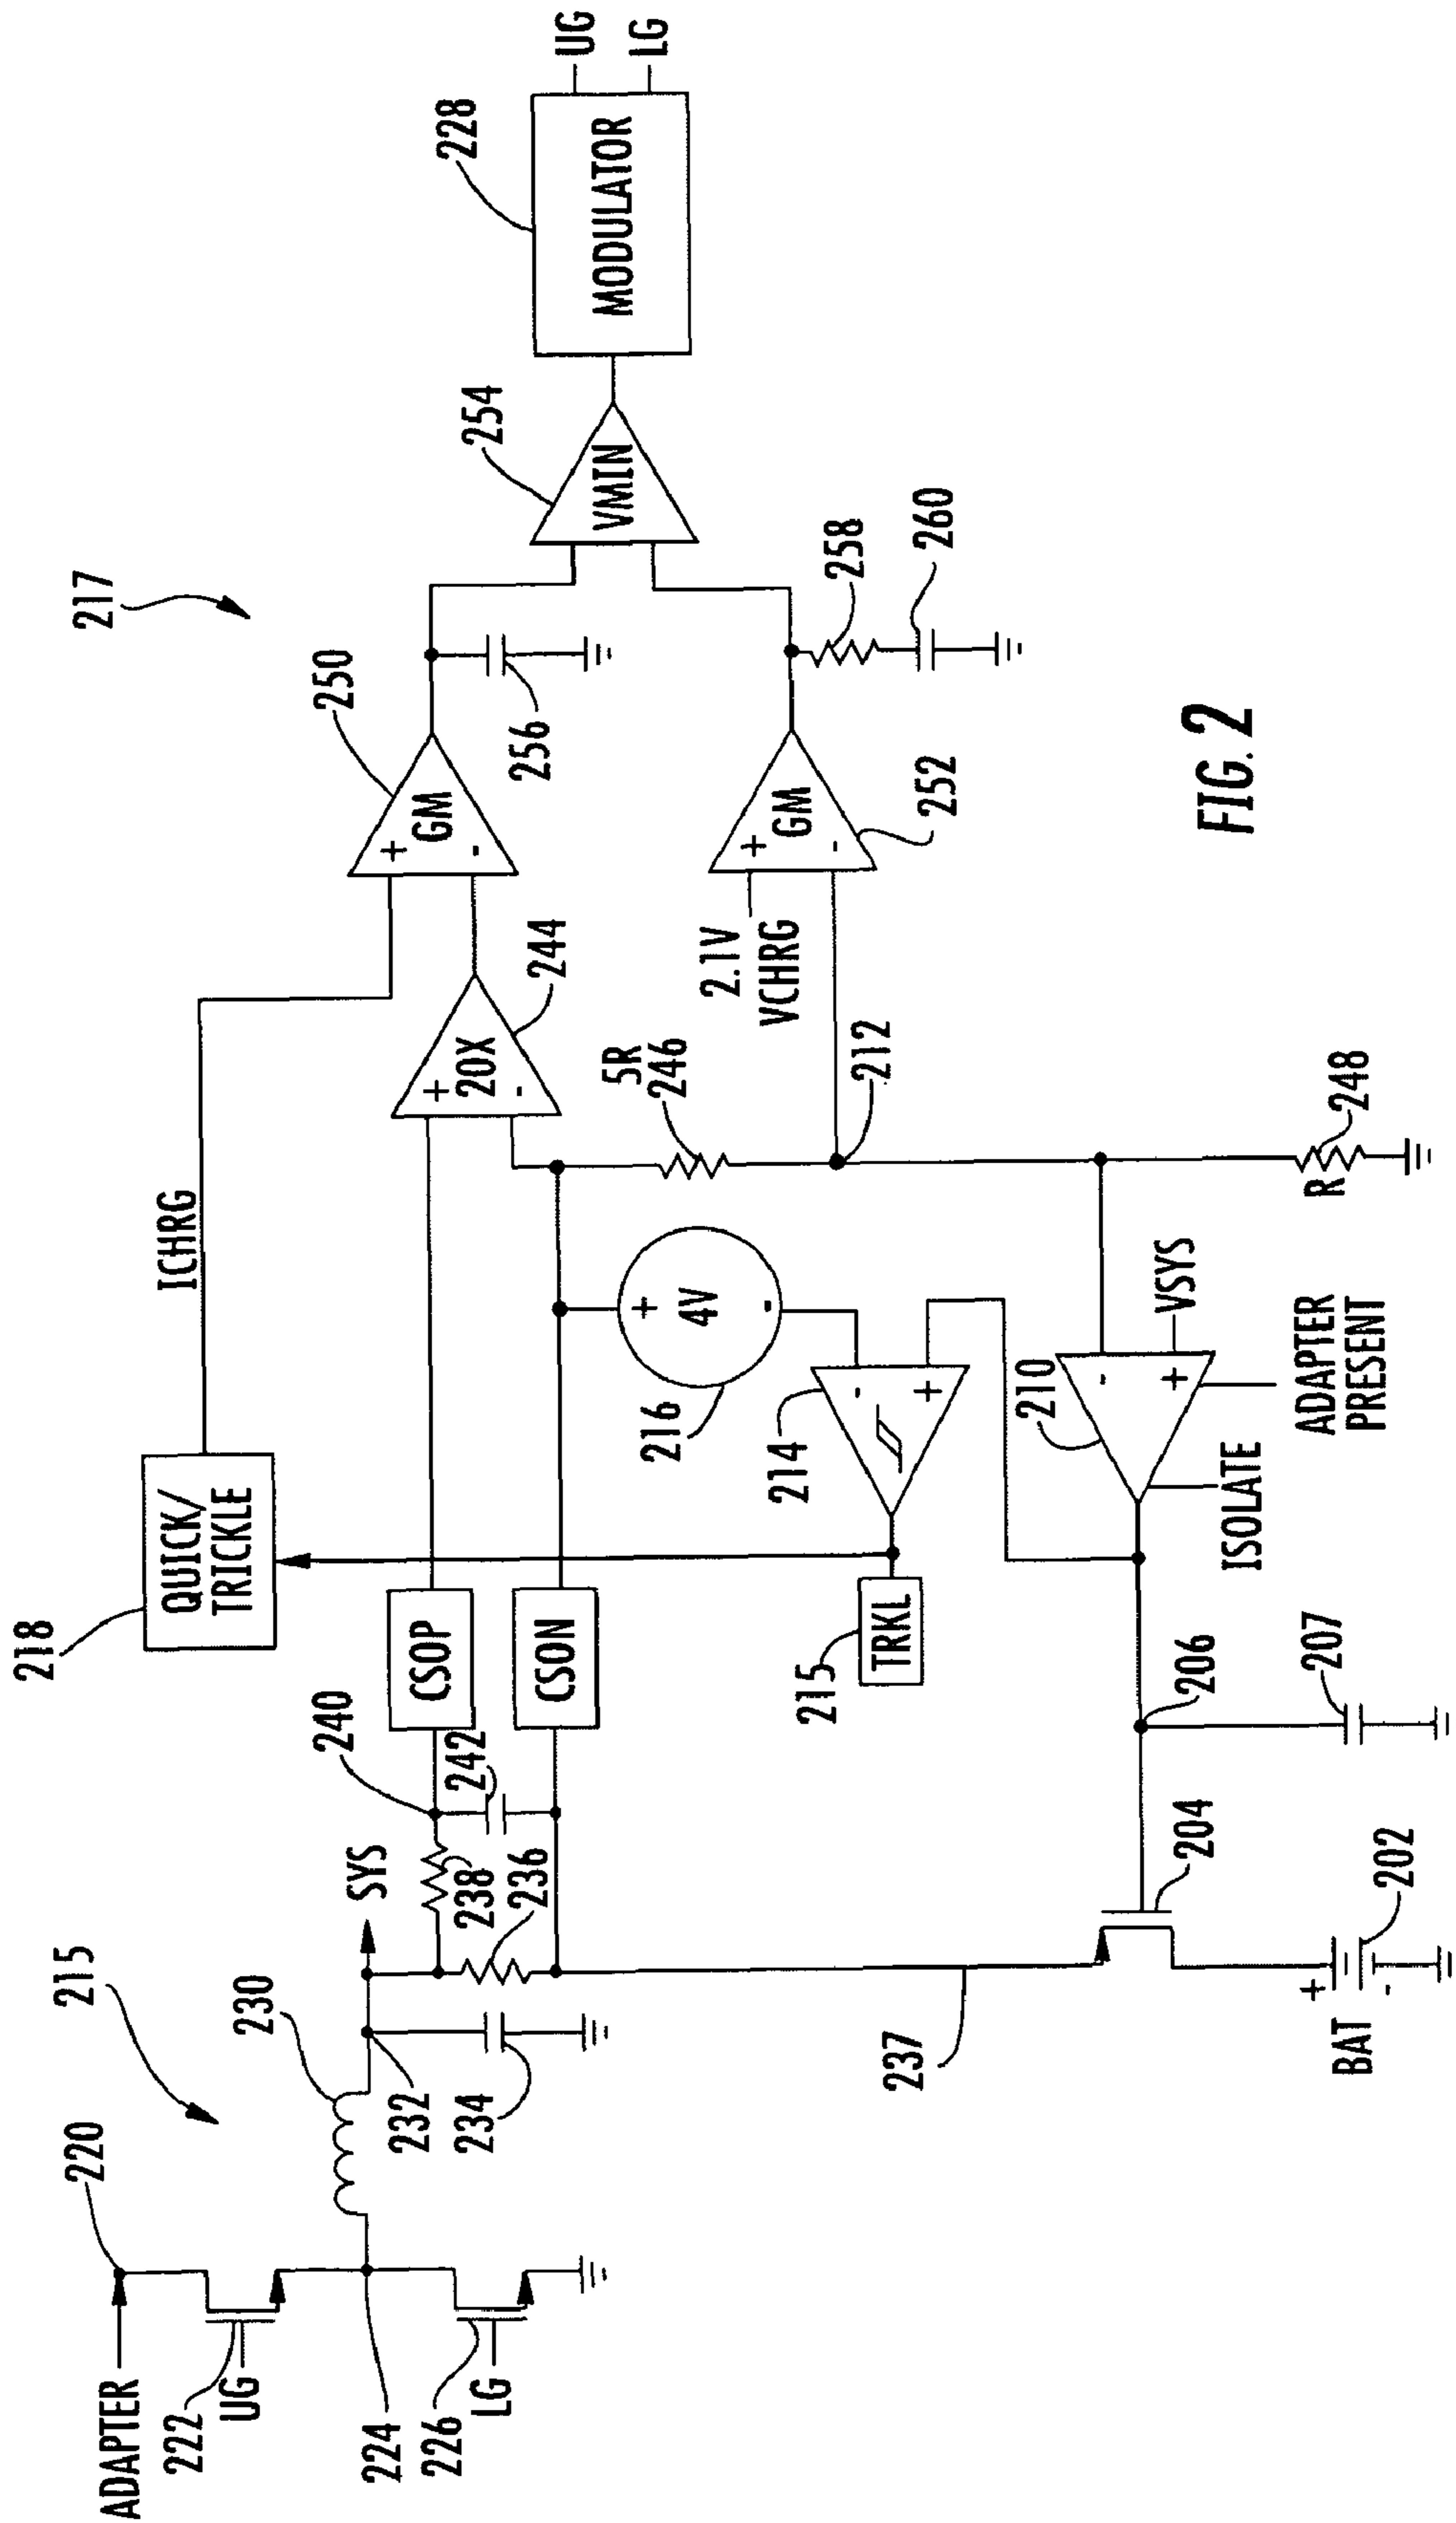 217
228
UG
LG
MODULATOR
254
VMIN
250
GM
+
-
256
258
260
GM
+
-
252
2.1V
VCHRG
FIG. 2
ICHRG
20X
+
-
244
5R
246
212
248
R
218
QUICK/
TRICKLE
+
4V
-
216
214
-
+
210
-
+
VSYS
ADAPTER
PRESENT
ISOLATE
CSOP
CSON
215
TRKL
240
242
SYS
238
236
206
207
204
202
+
-
BAT
237
215
230
232
234
220
ADAPTER
222
UG
224
226
LG